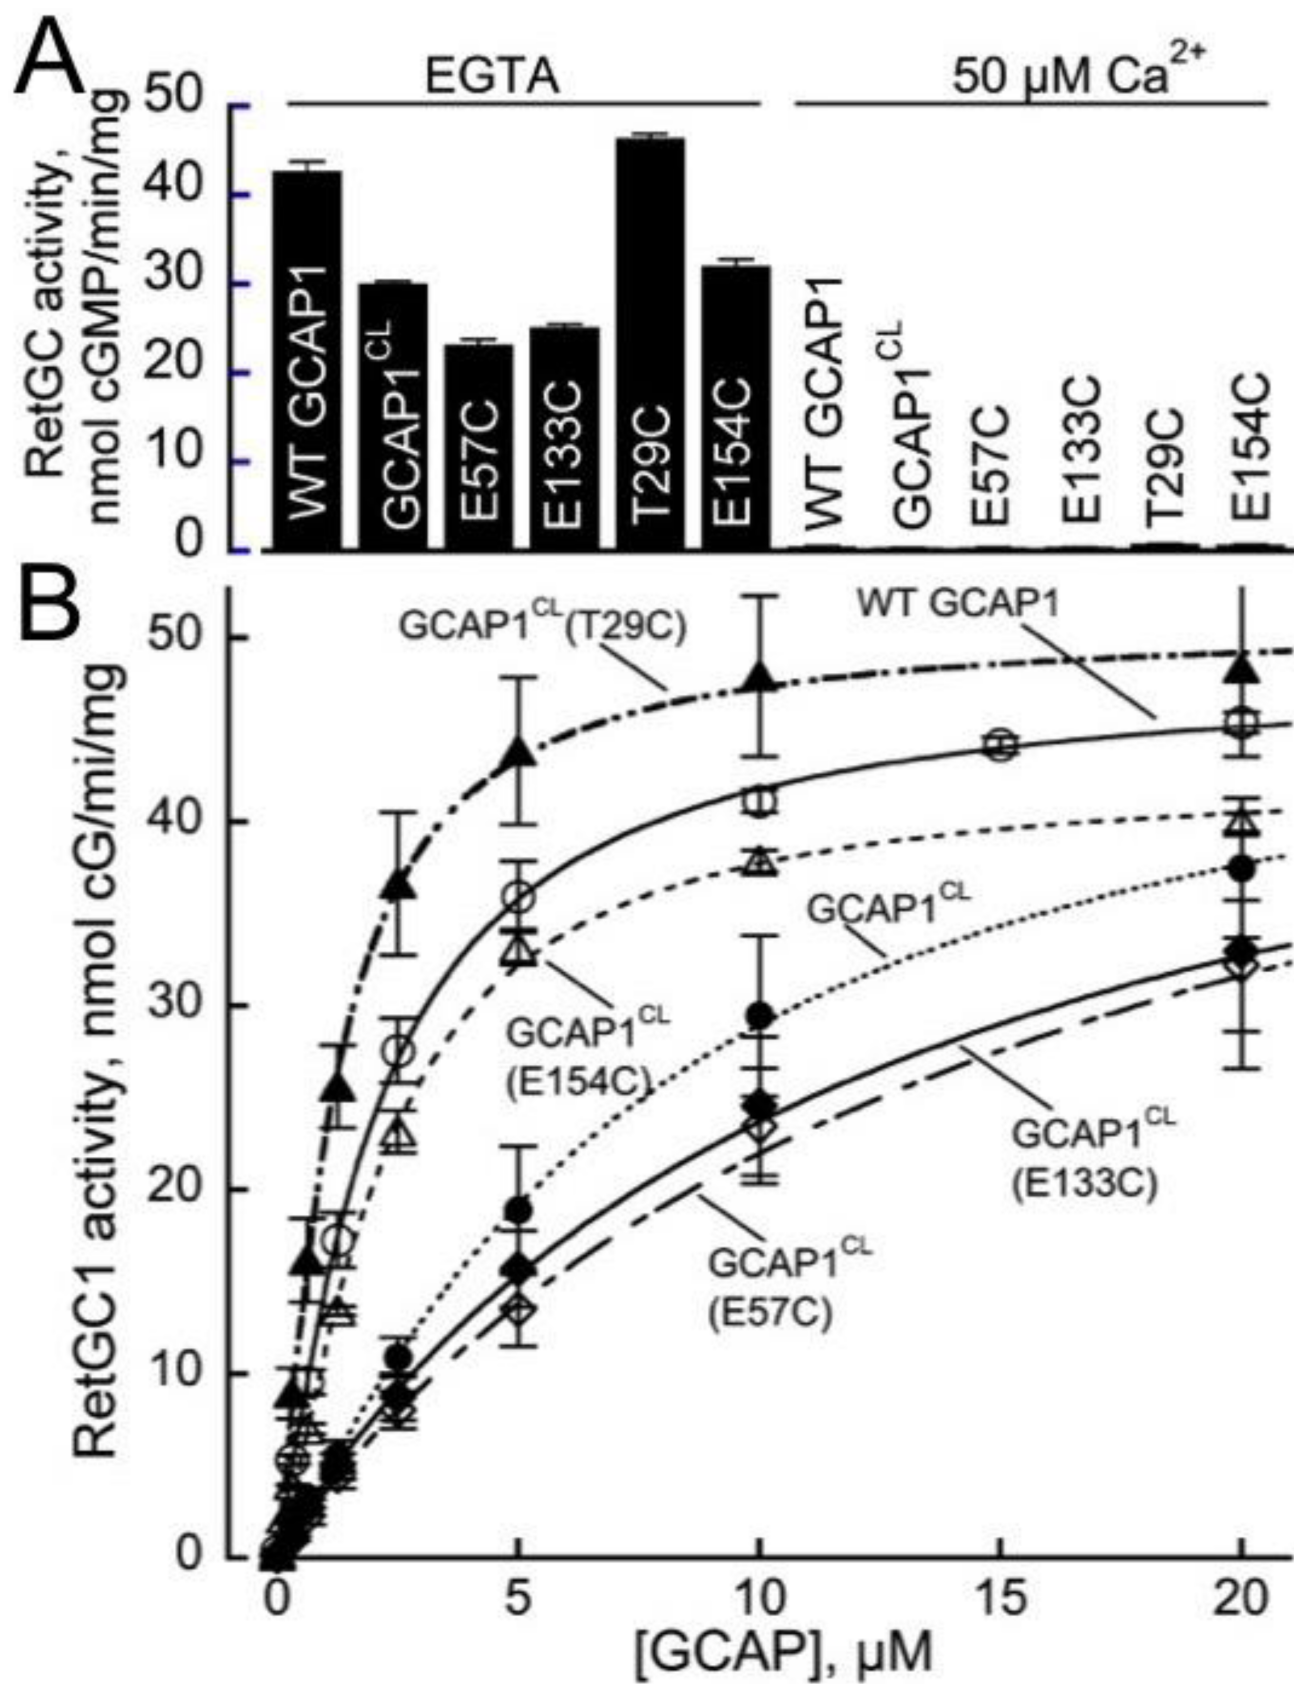 A
EGTA
50 µM Ca2+
RetGC activity,
nmol cGMP/min/mg
50
40
30
20
10
0
WT GCAP1
GCAP1CL
E57C
E133C
T29C
E154C
WT GCAP1
GCAP1CL
E57C
E133C
T29C
E154C
B
RetGC1 activity, nmol cG/mi/mg
50
40
30
20
10
0
GCAP1CL(T29C)
WT GCAP1
GCAP1CL
GCAP1CL
(E154C)
GCAP1CL
(E133C)
GCAP1CL
(E57C)
0
5
10
15
20
[GCAP], µM